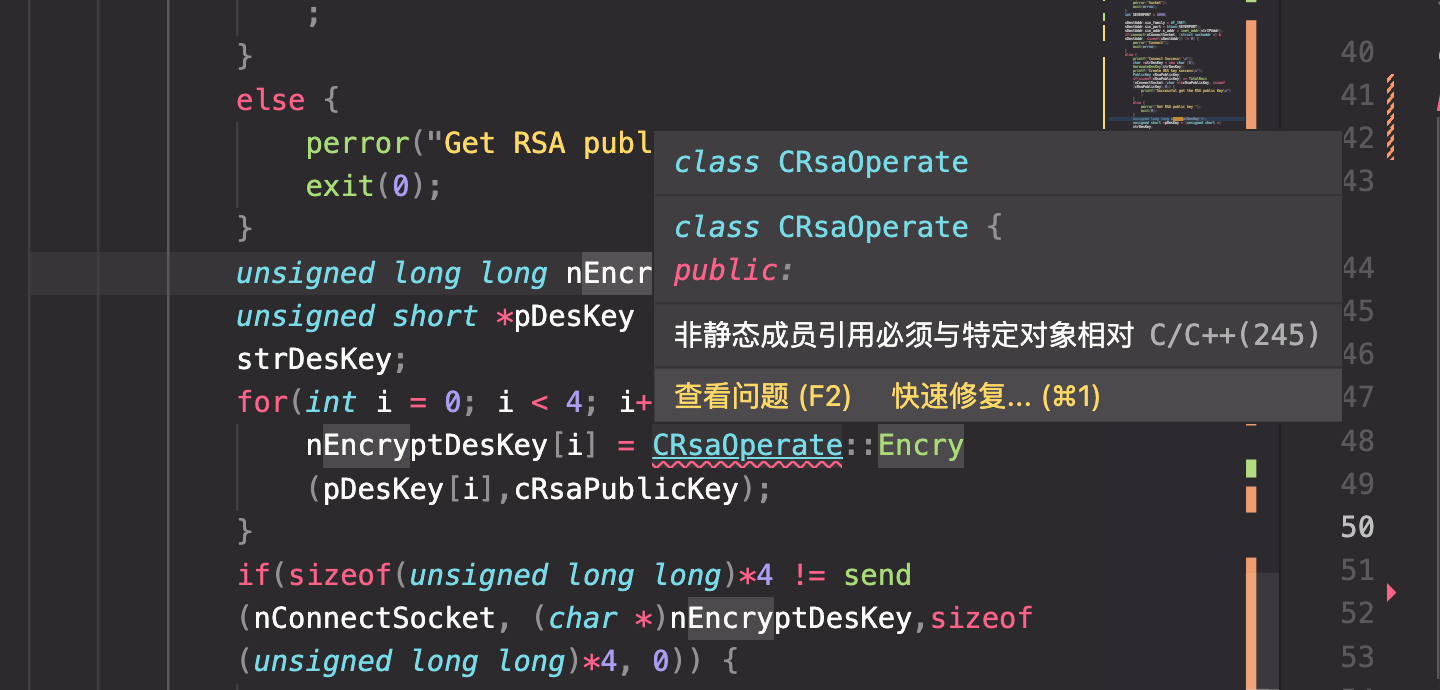 ;
}
else {
perror("Get RSA publ
exit(0);
}
unsigned long long nEncr
unsigned short *pDesKey
strDesKey;
for(int i = 0; i < 4; i+
nEncryptDesKey[i] = CRsaOperate::Encry
(pDesKey[i],cRsaPublicKey);
}
if(sizeof(unsigned long long)*4 != send
(nConnectSocket, (char *)nEncryptDesKey,sizeof
(unsigned long long)*4, 0)) {
class CRsaOperate
class CRsaOperate {
public:
非静态成员引用必须与特定对象相对 C/C++(245)
查看问题 (F2) 快速修复... (⌘1)
40
41
42
43
44
45
46
47
48
49
50
51
52
53